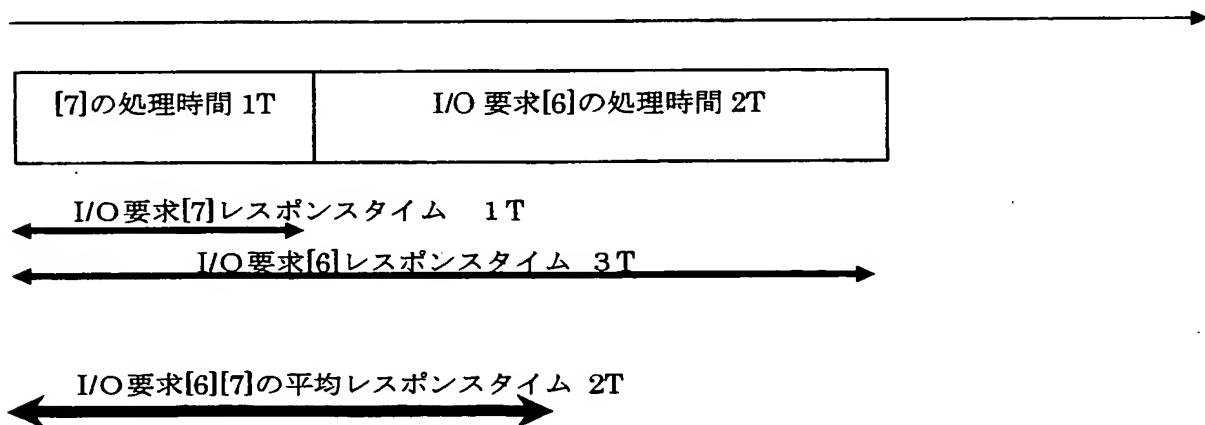 [7]の処理時間 1T
I/O 要求[6]の処理時間 2T
I/O要求[7]レスポンスタイム 1T
I/O要求[6]レスポンスタイム 3T
I/O要求[6][7]の平均レスポンスタイム 2T